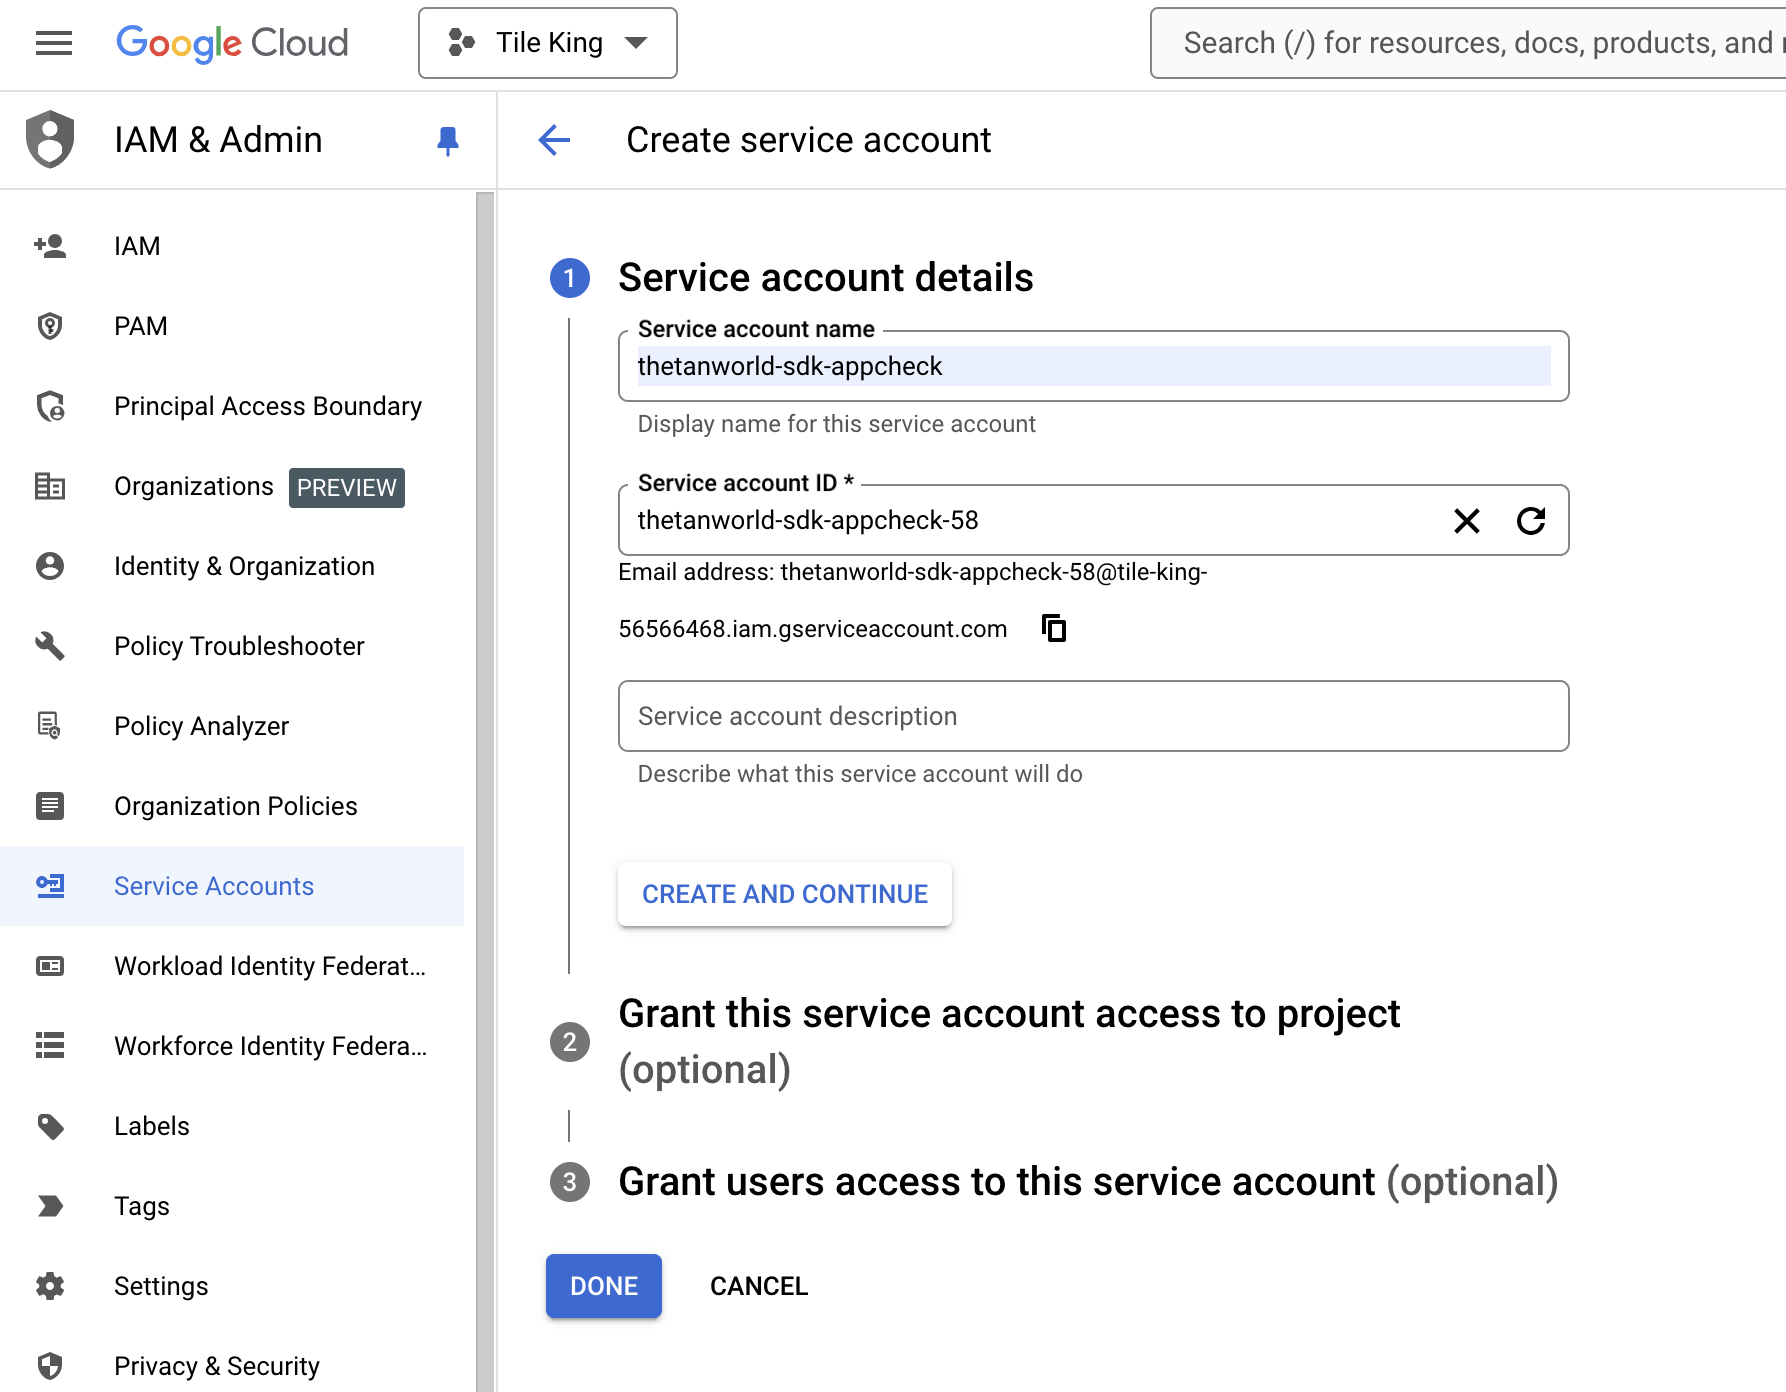 Google Cloud
Tile King
Search (/) for resources, docs, products, and
IAM & Admin
Create service account
IAM
PAM
Principal Access Boundary
Organizations PREVIEW
Identity & Organization
Policy Troubleshooter
Policy Analyzer
Organization Policies
Service Accounts
Workload Identity Federat...
Workforce Identity Federa...
Labels
Tags
Settings
Privacy & Security
1 Service account details
Service account name
thetanworld-sdk-appcheck
Display name for this service account
Service account ID *
thetanworld-sdk-appcheck-58
Email address: thetanworld-sdk-appcheck-58@tile-king-
56566468.iam.gserviceaccount.com
Service account description
Describe what this service account will do
CREATE AND CONTINUE
2 Grant this service account access to project
(optional)
3 Grant users access to this service account (optional)
DONE
CANCEL